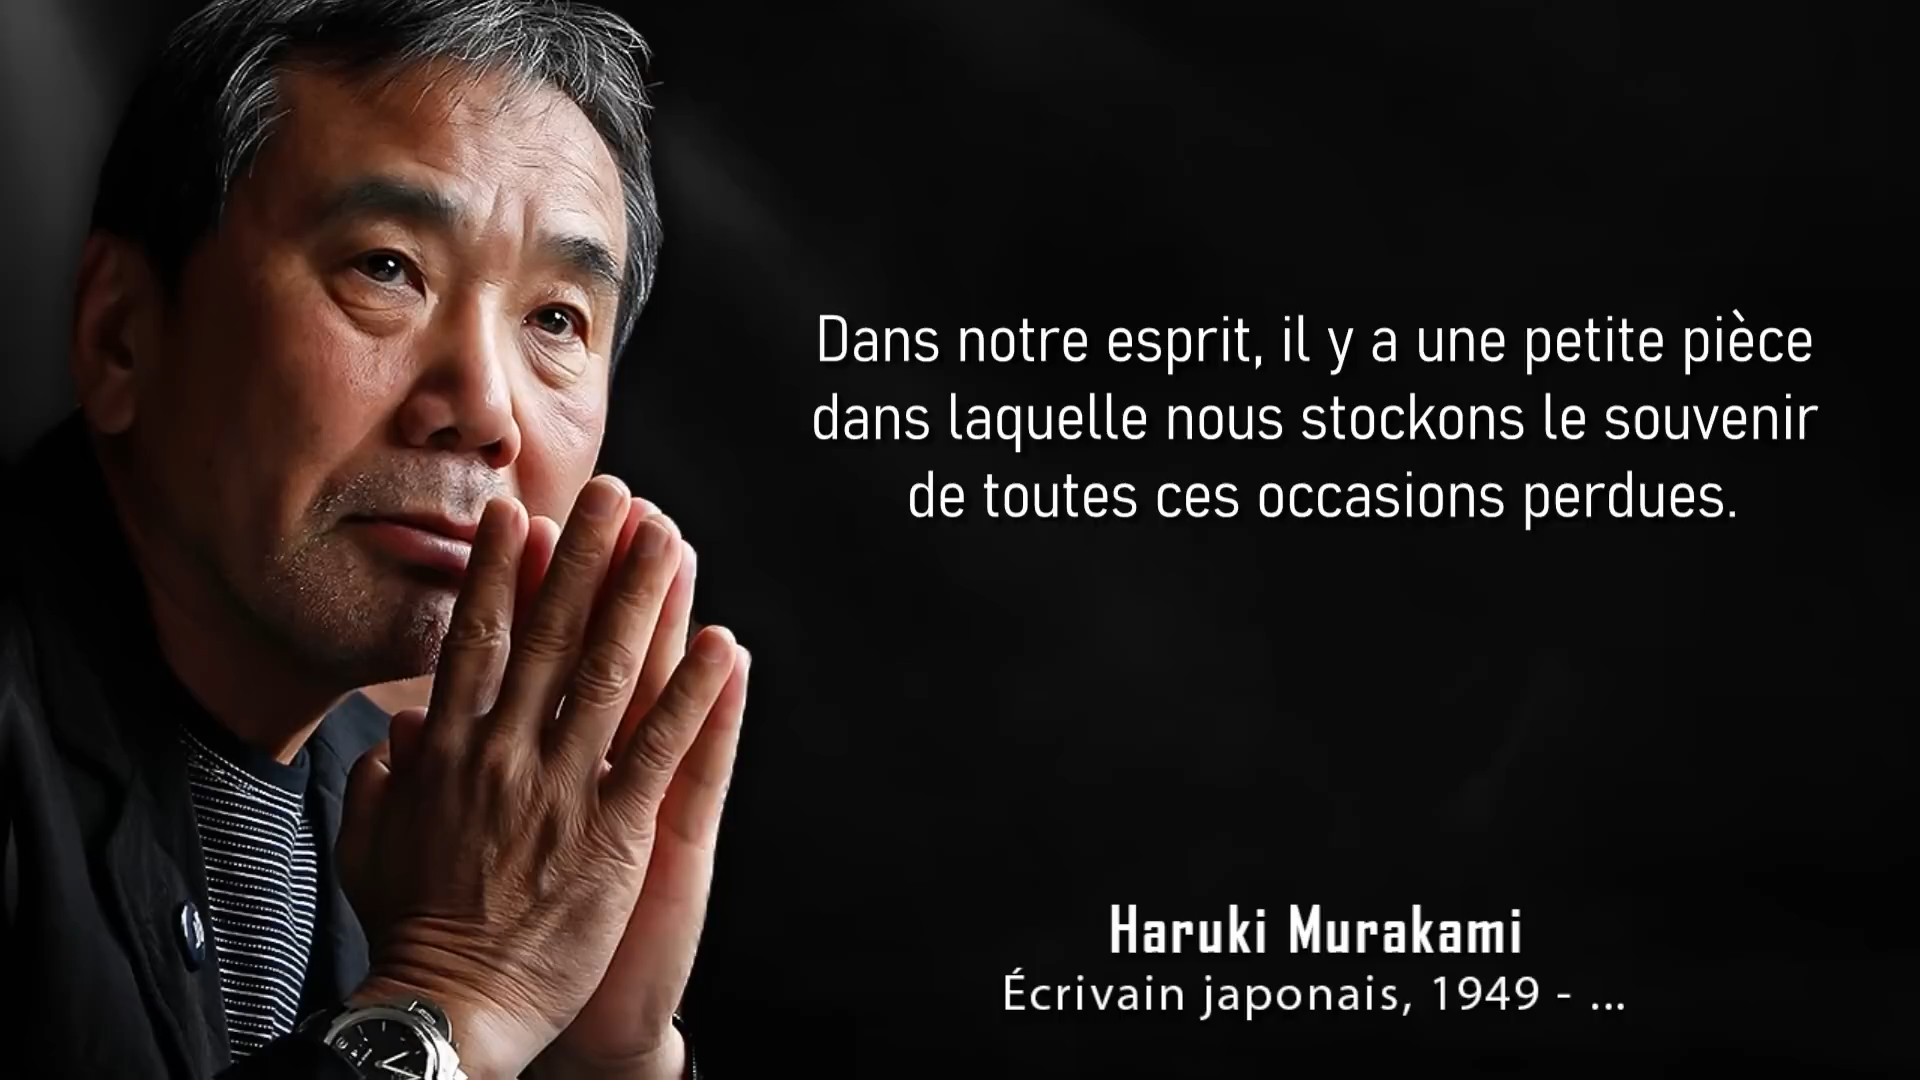 Dans notre esprit, il y a une petite pièce
dans laquelle nous stockons le souvenir
de toutes ces occasions perdues.
Haruki Murakami
Écrivain japonais, 1949 - ...